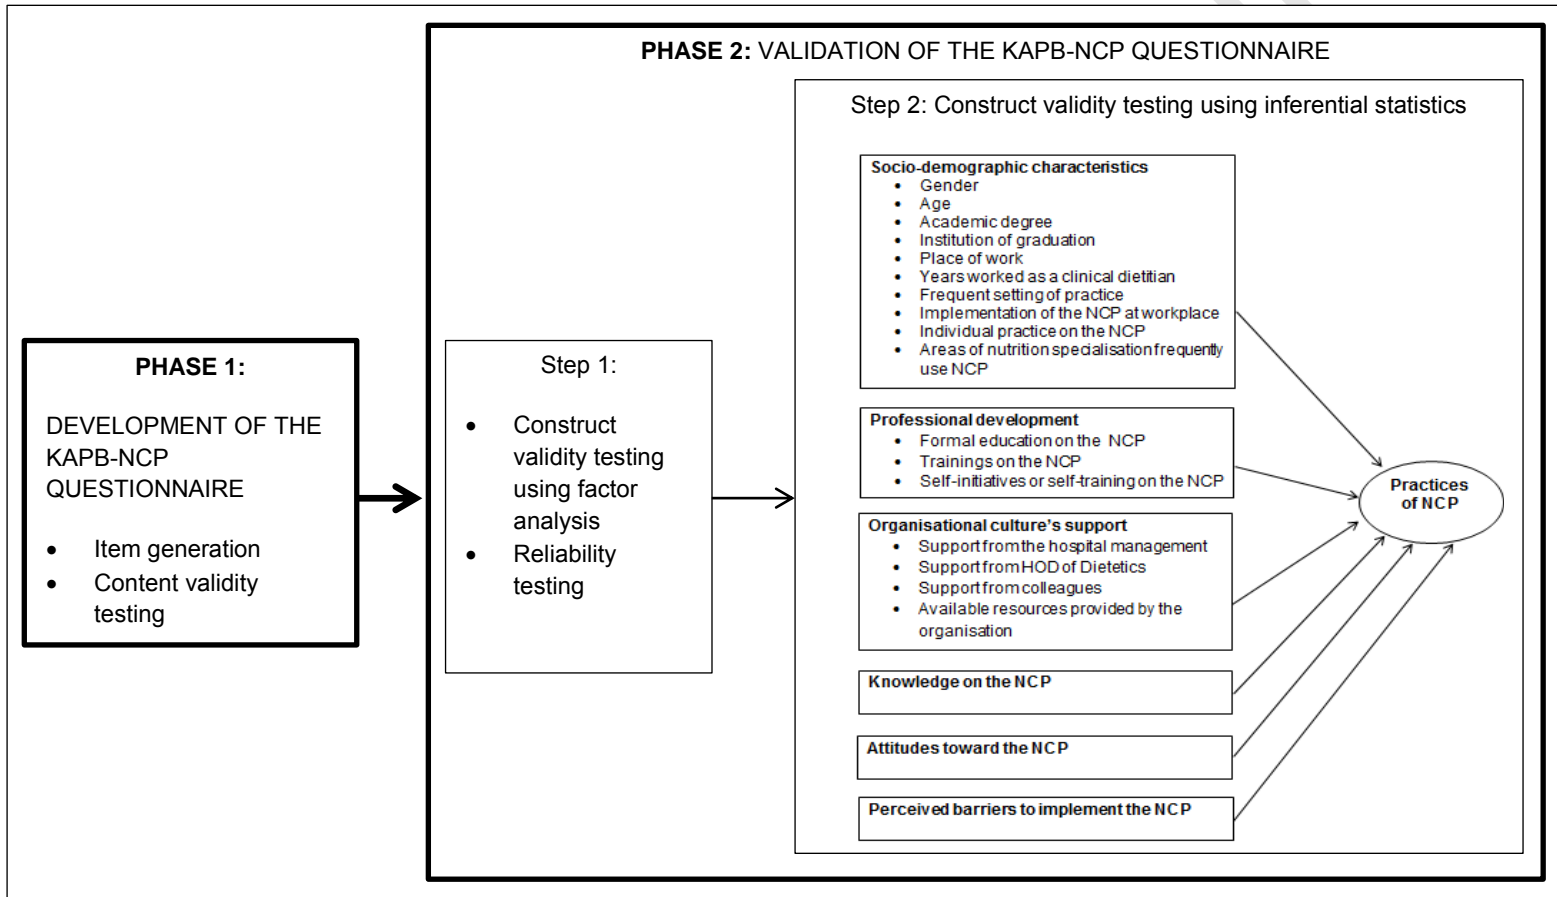 PHASE 2: VALIDATION OF THE KAPB-NCP QUESTIONNAIRE
PHASE 1:
DEVELOPMENT OF THE
KAPB-NCP
QUESTIONNAIRE
• Item generation
• Content validity
testing
Step 1:
• Construct
validity testing
using factor
analysis
• Reliability
testing
Step 2: Construct validity testing using inferential statistics
Socio-demographic characteristics
• Gender
• Age
• Academic degree
• Institution of graduation
• Place of work
• Years worked as a clinical dietitian
• Frequent setting of practice
• Implementation of the NCP at workplace
• Individual practice on the NCP
• Areas of nutrition specialisation frequently
use NCP
Professional development
• Formal education on the NCP
• Trainings on the NCP
• Self-initiatives or self-training on the NCP
Organisational culture's support
• Support from the hospital management
• Support from HOD of Dietetics
• Support from colleagues
• Available resources provided by the
organisation
Knowledge on the NCP
Attitudes toward the NCP
Perceived barriers to implement the NCP
Practices
of NCP